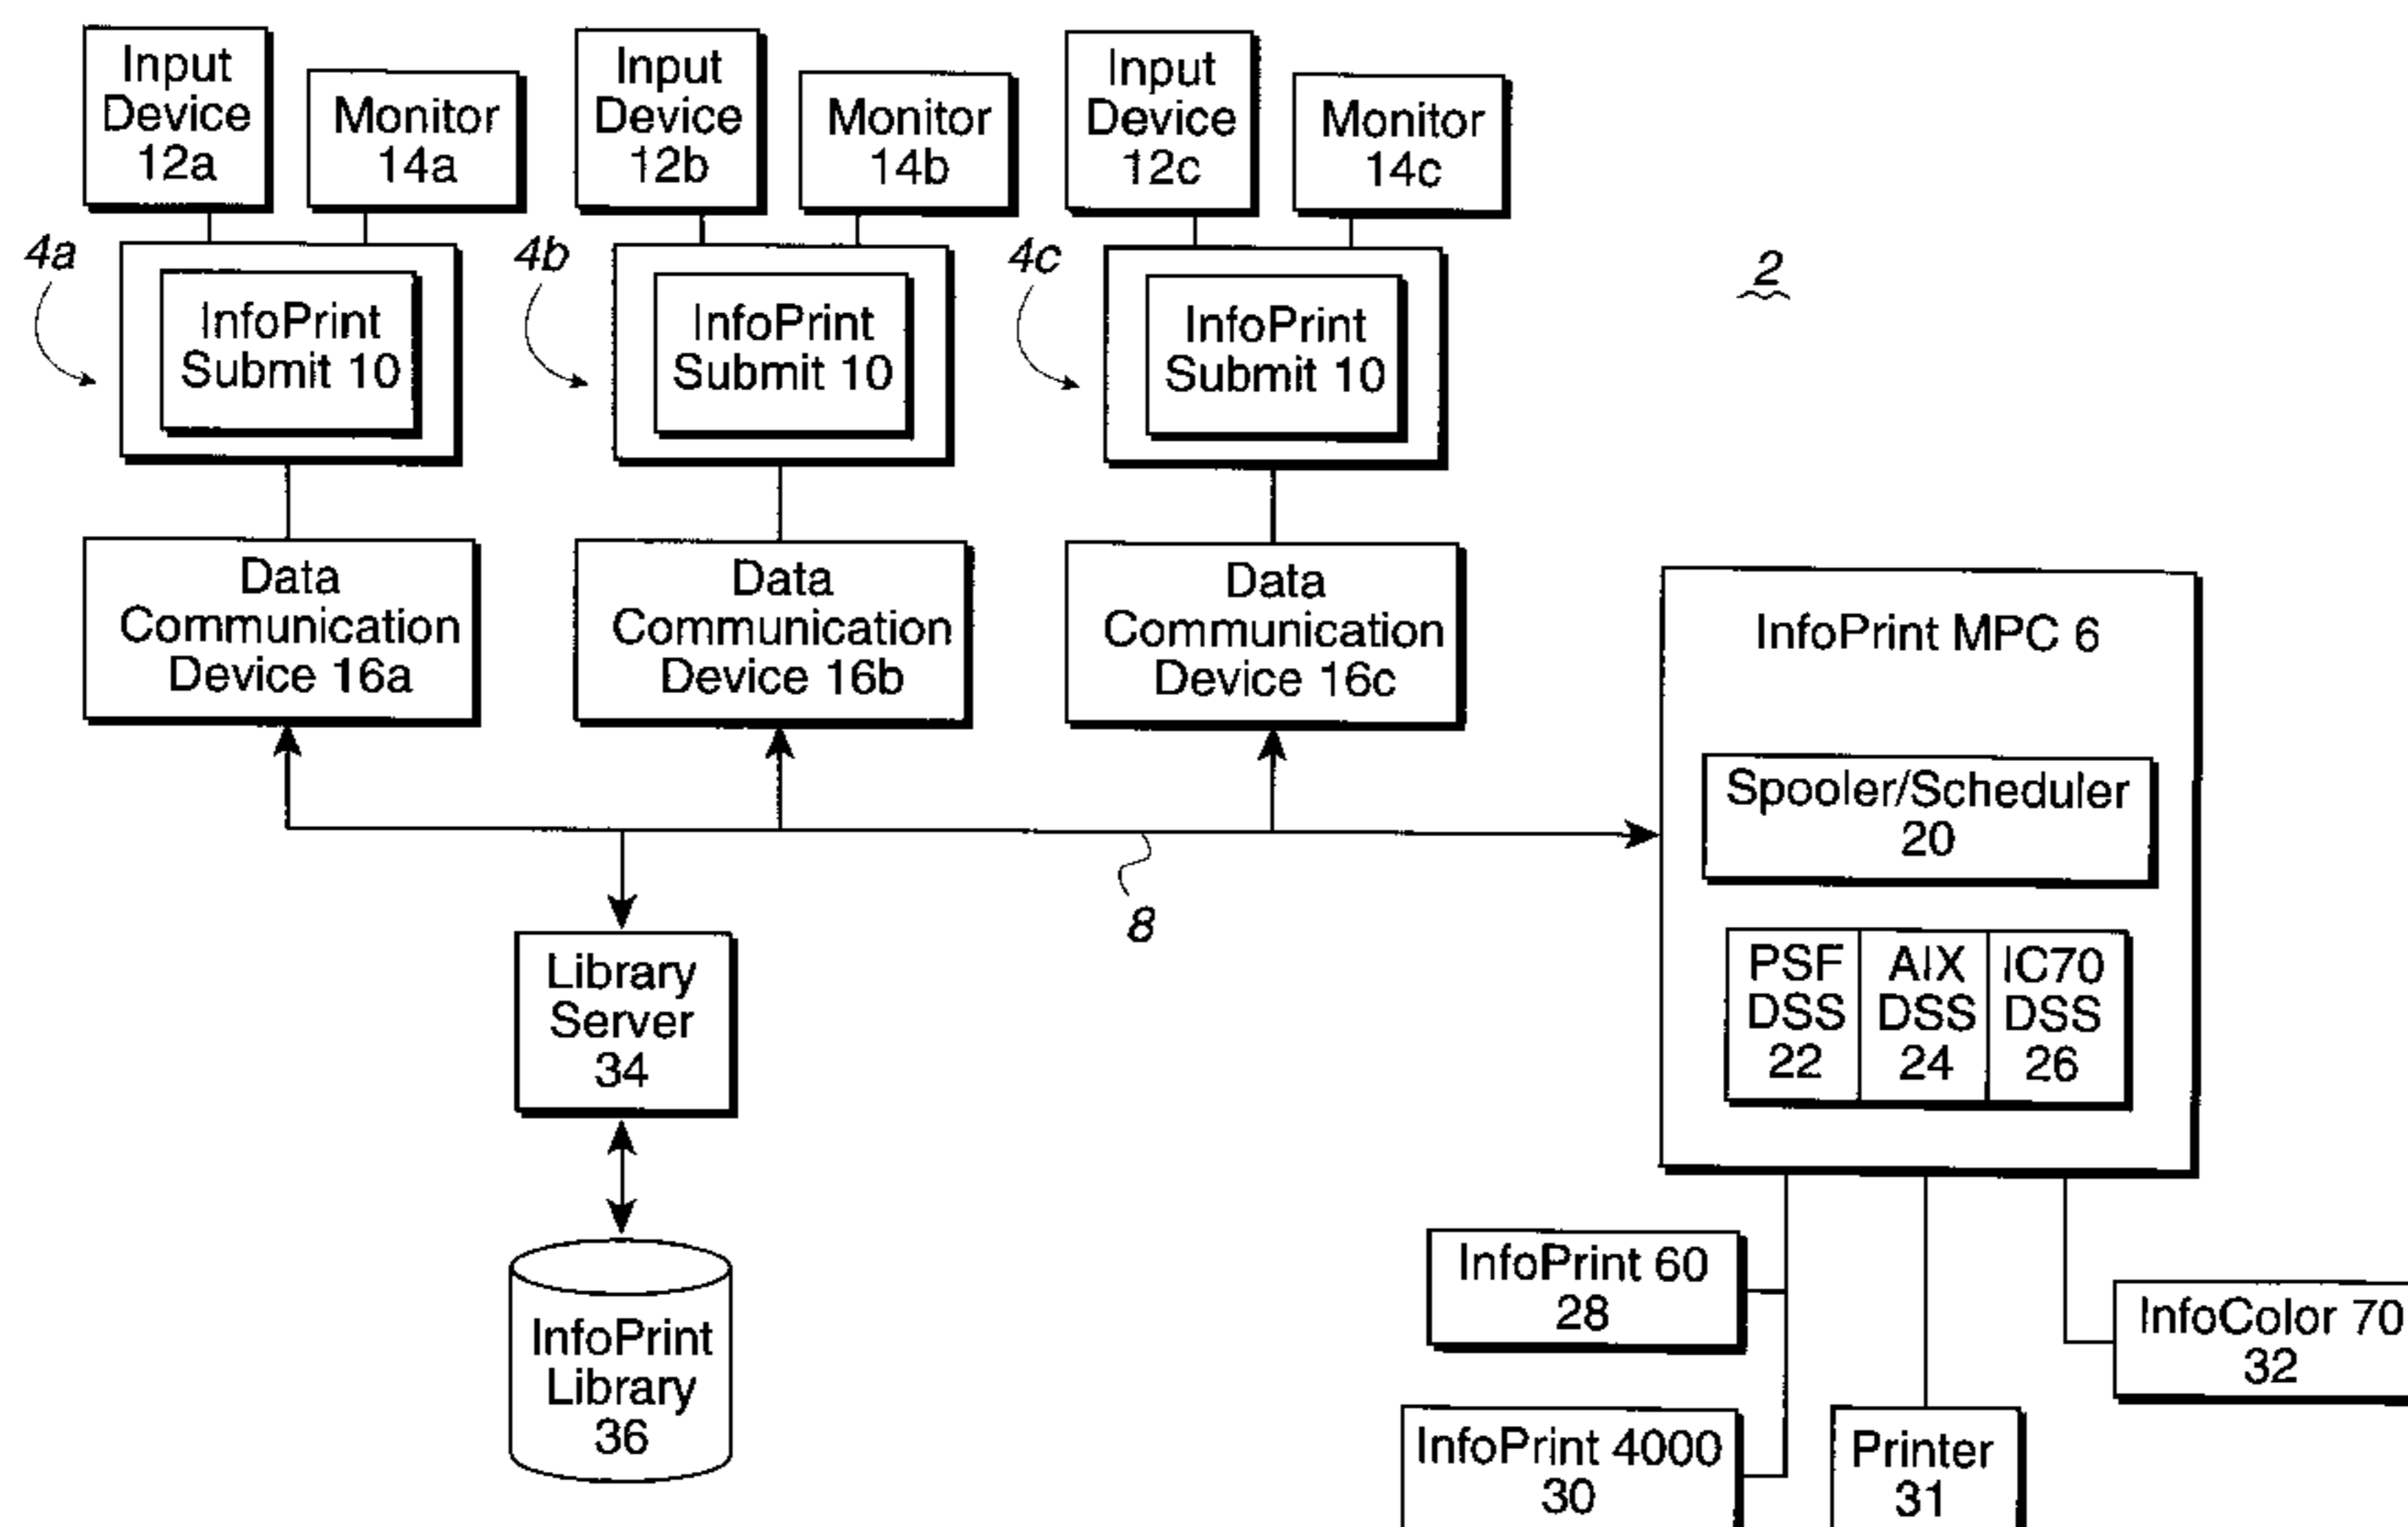 Input
Device
12a
Monitor
14a
Input
Device
12b
Monitor
14b
Input
Device
12c
Monitor
14c
4a
4b
4c
2
InfoPrint
Submit 10
InfoPrint
Submit 10
InfoPrint
Submit 10
Data
Communication
Device 16a
Data
Communication
Device 16b
Data
Communication
Device 16c
InfoPrint MPC 6
Spooler/Scheduler
20
8
PSF
DSS
22
AIX
DSS
24
IC70
DSS
26
Library
Server
34
InfoPrint
Library
36
InfoPrint 60
28
InfoColor 70
32
InfoPrint 4000
30
Printer
31